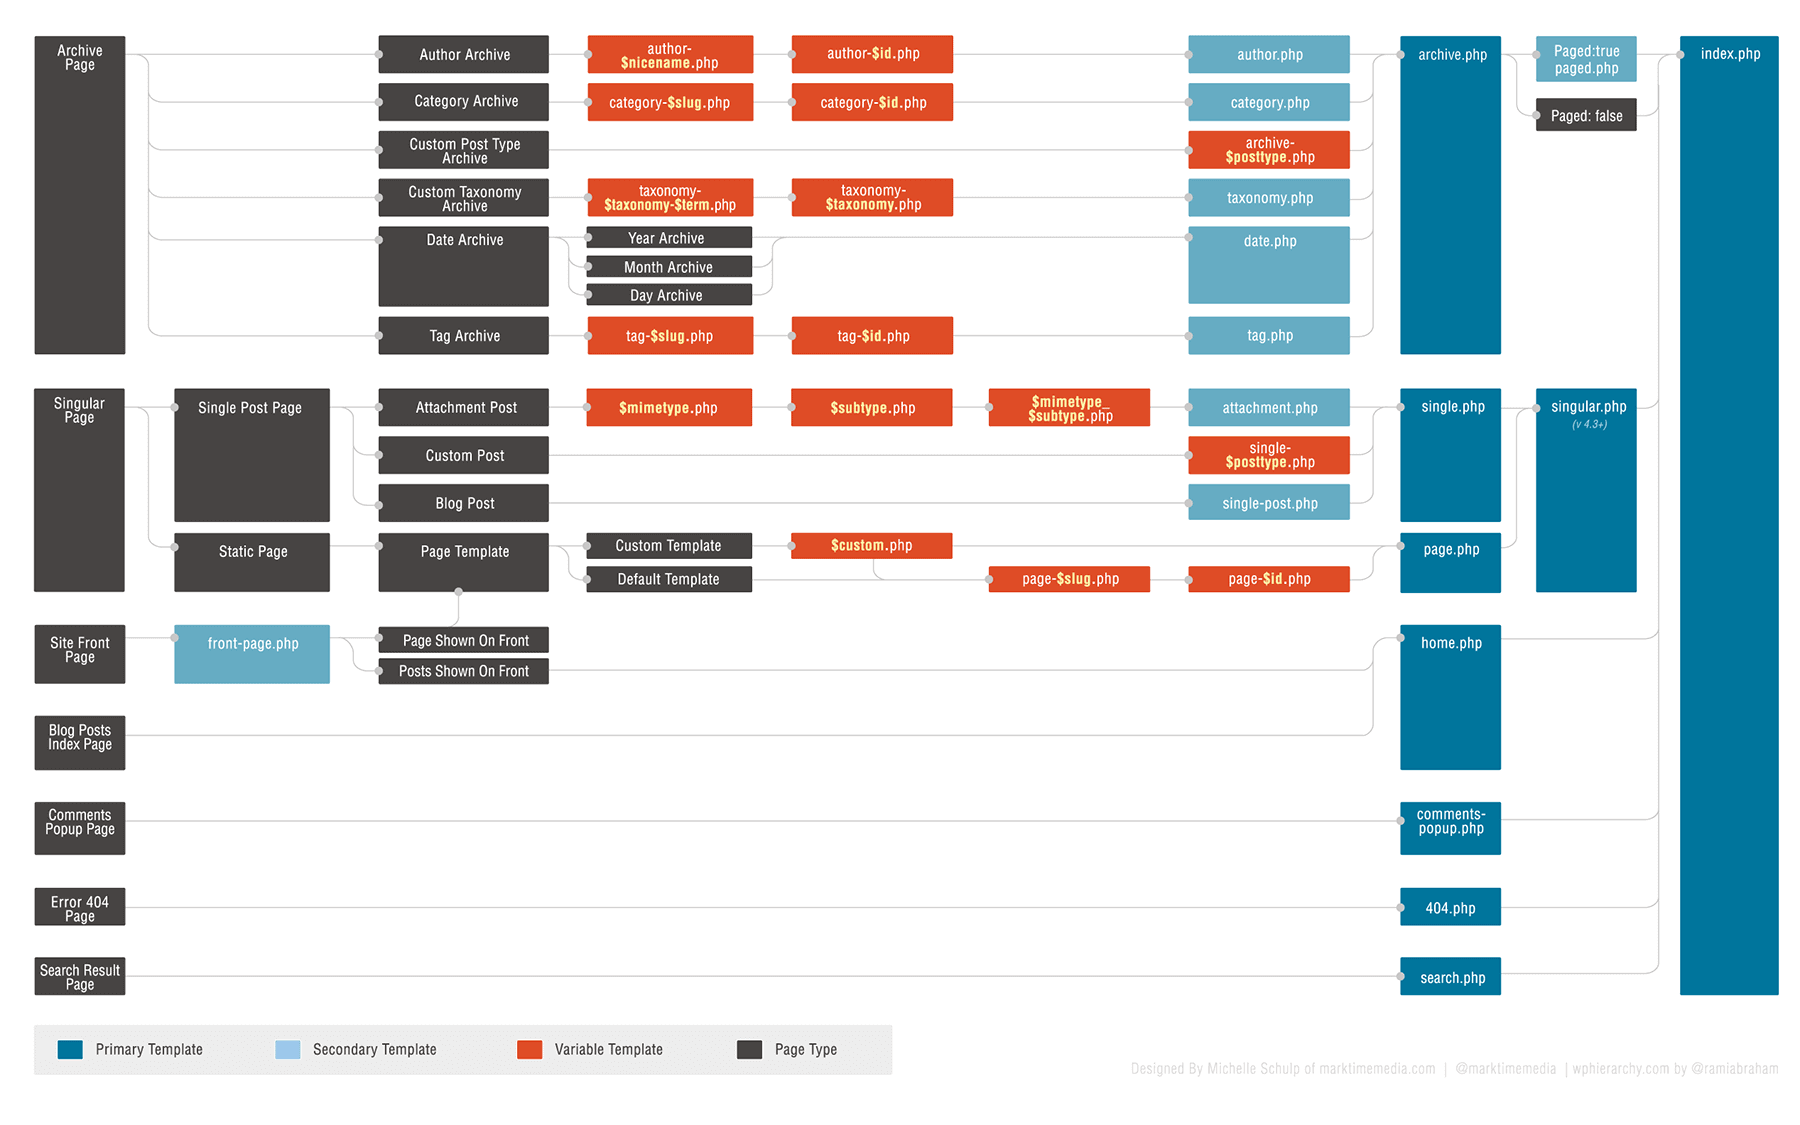 Archive
Page
Author Archive
author-
$nicename.php
author-$id.php
author.php
archive.php
Paged:true
paged.php
index.php
Category Archive
category-$slug.php
category-$id.php
category.php
Paged: false
Custom Post Type
Archive
archive-
$posttype.php
Custom Taxonomy
Archive
taxonomy-
$taxonomy-$term.php
taxonomy-
$taxonomy.php
taxonomy.php
Date Archive
Year Archive
Month Archive
Day Archive
date.php
Tag Archive
tag-$slug.php
tag-$id.php
tag.php
Singular
Page
Single Post Page
Attachment Post
$mimetype.php
$subtype.php
$mimetype_
$subtype.php
attachment.php
single.php
singular.php
(v 4.3+)
Custom Post
single-
$posttype.php
Blog Post
single-post.php
Static Page
Page Template
Custom Template
$custom.php
page.php
Default Template
page-$slug.php
page-$id.php
Site Front
Page
front-page.php
Page Shown On Front
Posts Shown On Front
home.php
Blog Posts
Index Page
Comments
Popup Page
comments-
popup.php
Error 404
Page
404.php
Search Result
Page
search.php
Primary Template
Secondary Template
Variable Template
Page Type
Designed By Michelle Schulp of marktimemedia.com | @marktimemedia | wphierarchy.com by @ramiabraham